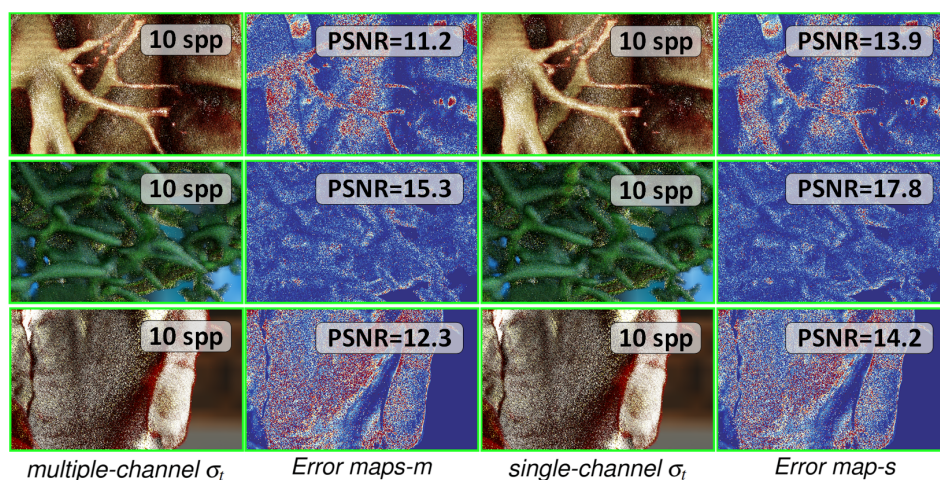 10 spp
PSNR=11.2
10 spp
PSNR=13.9
10 spp
PSNR=15.3
10 spp
PSNR=17.8
10 spp
PSNR=12.3
10 spp
PSNR=14.2
multiple-channel σₜ
Error maps-m
single-channel σₜ
Error map-s